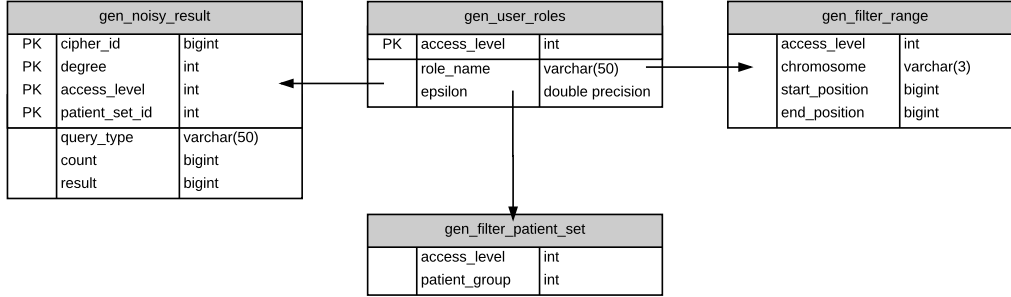 gen_noisy_result
PK cipher_id bigint
PK degree int
PK access_level int
PK patient_set_id int
query_type varchar(50)
count bigint
result bigint
gen_user_roles
PK access_level int
role_name varchar(50)
epsilon double precision
gen_filter_range
access_level int
chromosome varchar(3)
start_position bigint
end_position bigint
gen_filter_patient_set
access_level int
patient_group int